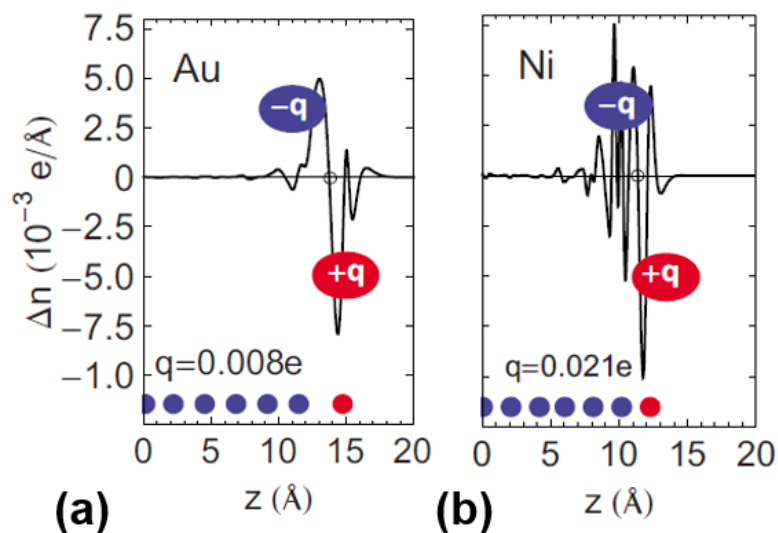 Δn (10⁻³ e/Å)
7.5
5.0
2.5
0
−2.5
−5.0
−7.5
−1.0
Au
−q
+q
q=0.008e
0 5 10 15 20
z (Å)
(a)
Ni
−q
+q
q=0.021e
0 5 10 15 20
z (Å)
(b)